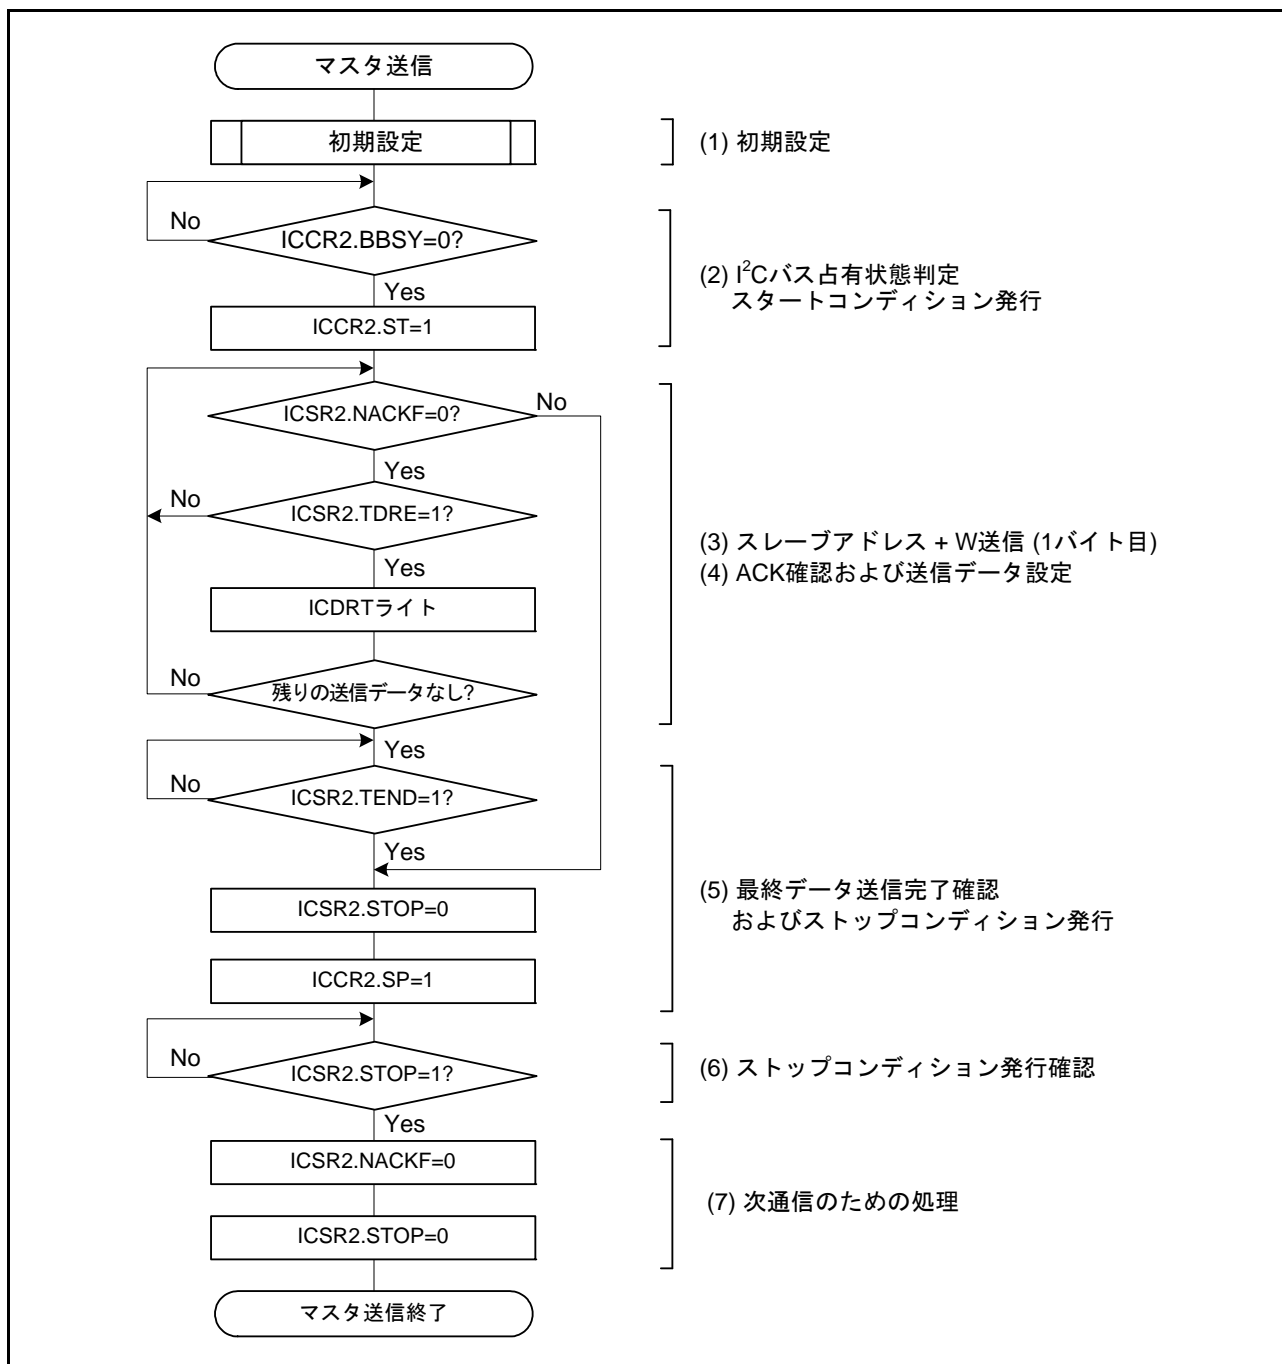 マスタ送信
初期設定
(1) 初期設定
No
ICCR2.BBSY=0?
(2) I²Cバス占有状態判定
スタートコンディション発行
Yes
ICCR2.ST=1
ICSR2.NACKF=0?
No
Yes
No
ICSR2.TDRE=1?
(3) スレーブアドレス + W送信 (1バイト目)
(4) ACK確認および送信データ設定
Yes
ICDRTライト
No
残りの送信データなし?
Yes
No
ICSR2.TEND=1?
Yes
(5) 最終データ送信完了確認
およびストップコンディション発行
ICSR2.STOP=0
ICCR2.SP=1
No
ICSR2.STOP=1?
(6) ストップコンディション発行確認
Yes
ICSR2.NACKF=0
(7) 次通信のための処理
ICSR2.STOP=0
マスタ送信終了